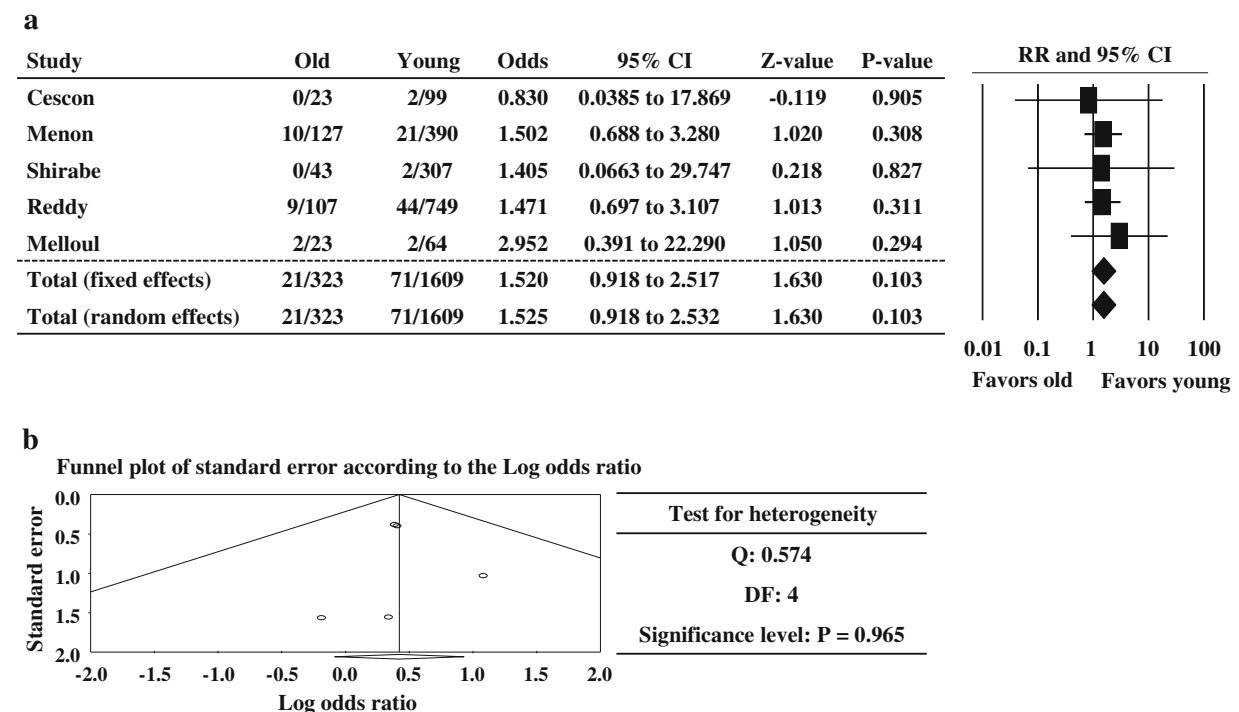 a
Study Old Young Odds 95% CI Z-value P-value RR and 95% CI
Cescon 0/23 2/99 0.830 0.0385 to 17.869 -0.119 0.905
Menon 10/127 21/390 1.502 0.688 to 3.280 1.020 0.308
Shirabe 0/43 2/307 1.405 0.0663 to 29.747 0.218 0.827
Reddy 9/107 44/749 1.471 0.697 to 3.107 1.013 0.311
Melloul 2/23 2/64 2.952 0.391 to 22.290 1.050 0.294
Total (fixed effects) 21/323 71/1609 1.520 0.918 to 2.517 1.630 0.103
Total (random effects) 21/323 71/1609 1.525 0.918 to 2.532 1.630 0.103
0.01 0.1 1 10 100
Favors old Favors young
b
Funnel plot of standard error according to the Log odds ratio
Standard error
0.0
0.5
1.0
1.5
2.0
-2.0 -1.5 -1.0 -0.5 0.0 0.5 1.0 1.5 2.0
Log odds ratio
Test for heterogeneity
Q: 0.574
DF: 4
Significance level: P = 0.965